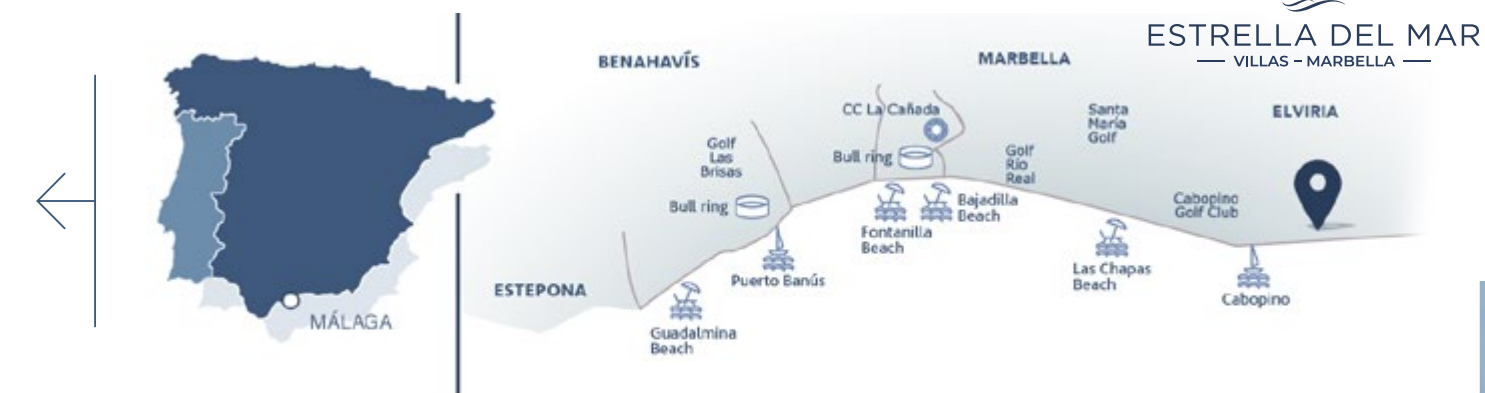 ESTRELLA DEL MAR
VILLAS – MARBELLA
BENAHAVÍS
MARBELLA
CC La Cañada
Santa
María
Golf
ELVIRIA
Golf
Las
Brisas
Bull ring
Golf
Río
Real
Bull ring
Bajadilla
Beach
Cabopino
Golf Club
Fontanilla
Beach
Las Chapas
Beach
Puerto Banús
ESTEPONA
Cabopino
MÁLAGA
Guadalmina
Beach